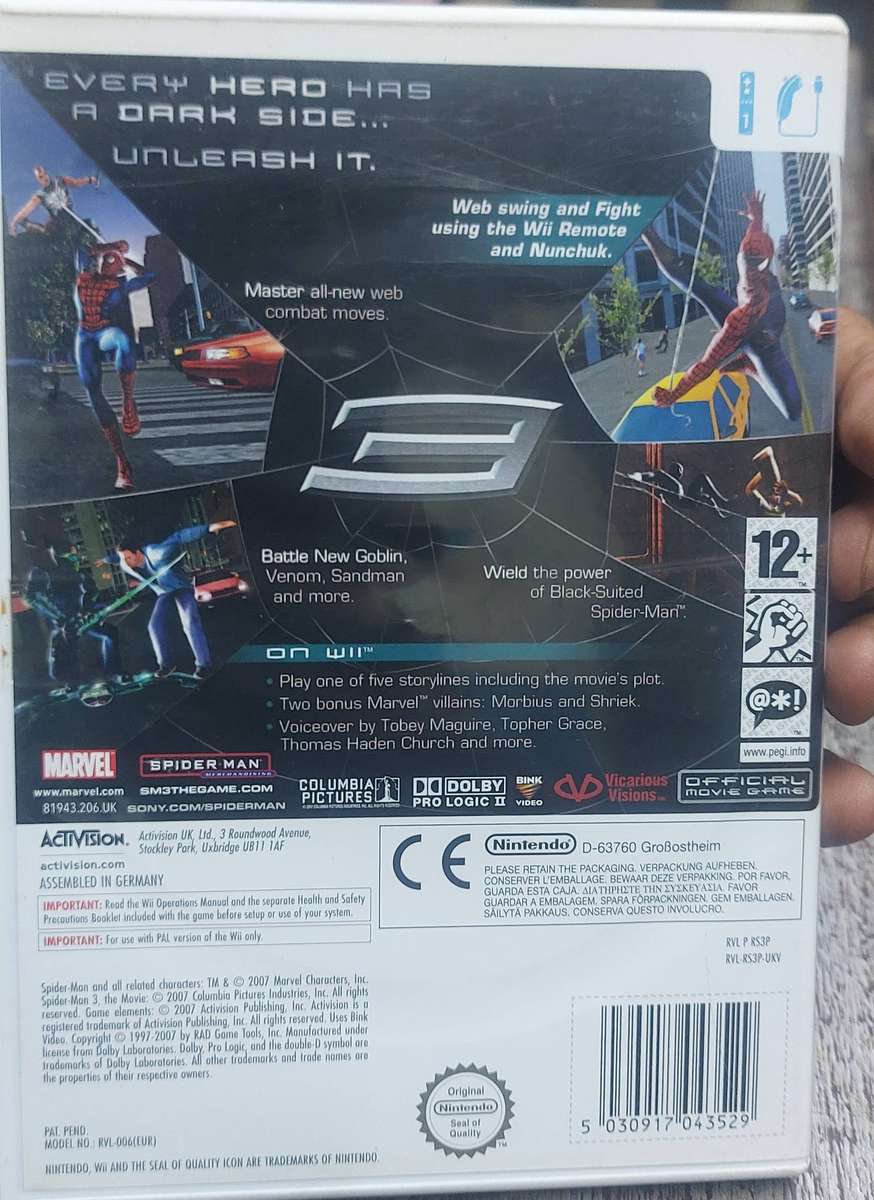 EVERY HERO HAS
A DARK SIDE...
UNLEASH IT.
1
Web swing and Fight
using the Wii Remote
and Nunchuk.
Master all-new web
combat moves.
3
Battle New Goblin,
Venom, Sandman
and more.
Wield the power
of Black-Suited
Spider-Man™.
12+
™
@*!
www.pegi.info
ON WII™
• Play one of five storylines including the movie's plot.
• Two bonus Marvel™ villains: Morbius and Shriek.
• Voiceover by Tobey Maguire, Topher Grace,
Thomas Haden Church and more.
MARVEL
www.marvel.com
81943.206.UK
SPIDER-MAN™
MERCHANDISING
SM3THEGAME.COM
SONY.COM/SPIDERMAN
COLUMBIA
PICTURES
DOLBY
PRO LOGIC II
BINK
VIDEO
Vicarious
Visions
OFFICIAL
MOVIE GAME
ACTIVISION.
activision.com
Activision UK, Ltd., 3 Roundwood Avenue,
Stockley Park, Uxbridge UB11 1AF
ASSEMBLED IN GERMANY
IMPORTANT: Read the Wii Operations Manual and the separate Health and Safety
Precautions Booklet included with the game before setup or use of your system.
IMPORTANT: For use with PAL version of the Wii only.
CE
Nintendo D-63760 Großostheim
PLEASE RETAIN THE PACKAGING. VERPACKUNG AUFHEBEN.
CONSERVER L'EMBALLAGE. BEWAAR DEZE VERPAKKING. POR FAVOR,
GUARDA ESTA CAJA. ΔΙΑΤΗΡΗΣΤΕ ΤΗΝ ΣΥΣΚΕΥΑΣΙΑ. FAVOR
GUARDAR A EMBALAGEM. SPARA FÖRPACKNINGEN. GEM EMBALLAGEN.
SÄILYTÄ PAKKAUS. CONSERVA QUESTO INVOLUCRO.
RVL P RS3P
RVL-RS3P-UKV
Spider-Man and all related characters: TM & © 2007 Marvel Characters, Inc.
Spider-Man 3, the Movie: © 2007 Columbia Pictures Industries, Inc. All rights
reserved. Game elements: © 2007 Activision Publishing, Inc. Activision is a
registered trademark of Activision Publishing, Inc. All rights reserved. Uses Bink
Video. Copyright © 1997-2007 by RAD Game Tools, Inc. Manufactured under
license from Dolby Laboratories. Dolby, Pro Logic, and the double-D symbol are
trademarks of Dolby Laboratories. All other trademarks and trade names are
the properties of their respective owners.
Original
Nintendo
Seal of
Quality
™
5 030917 043529
PAT. PEND.
MODEL NO.: RVL-006(EUR)
NINTENDO, Wii AND THE SEAL OF QUALITY ICON ARE TRADEMARKS OF NINTENDO.